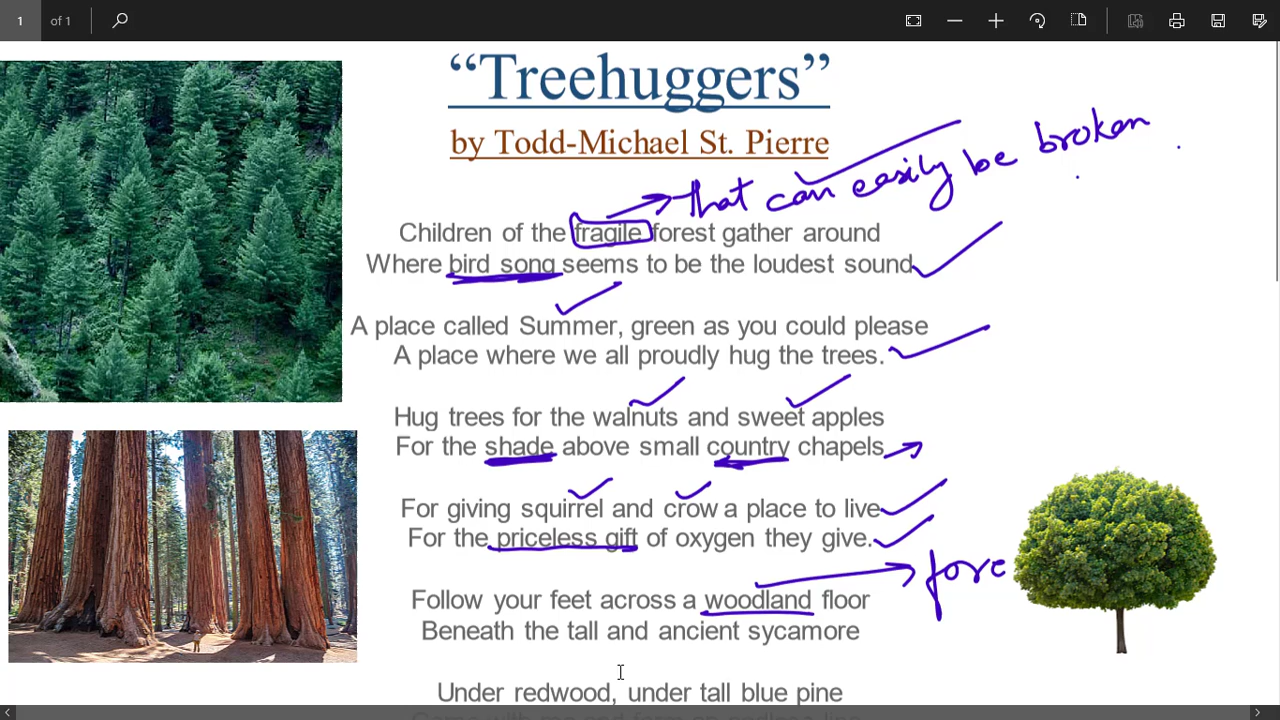 1 of 1
“Treehuggers”
by Todd-Michael St. Pierre
That can easily be broken
Children of the fragile forest gather around
Where bird song seems to be the loudest sound
A place called Summer, green as you could please
A place where we all proudly hug the trees.
Hug trees for the walnuts and sweet apples
For the shade above small country chapels
For giving squirrel and crow a place to live
For the priceless gift of oxygen they give.
fore
Follow your feet across a woodland floor
Beneath the tall and ancient sycamore
Under redwood, under tall blue pine